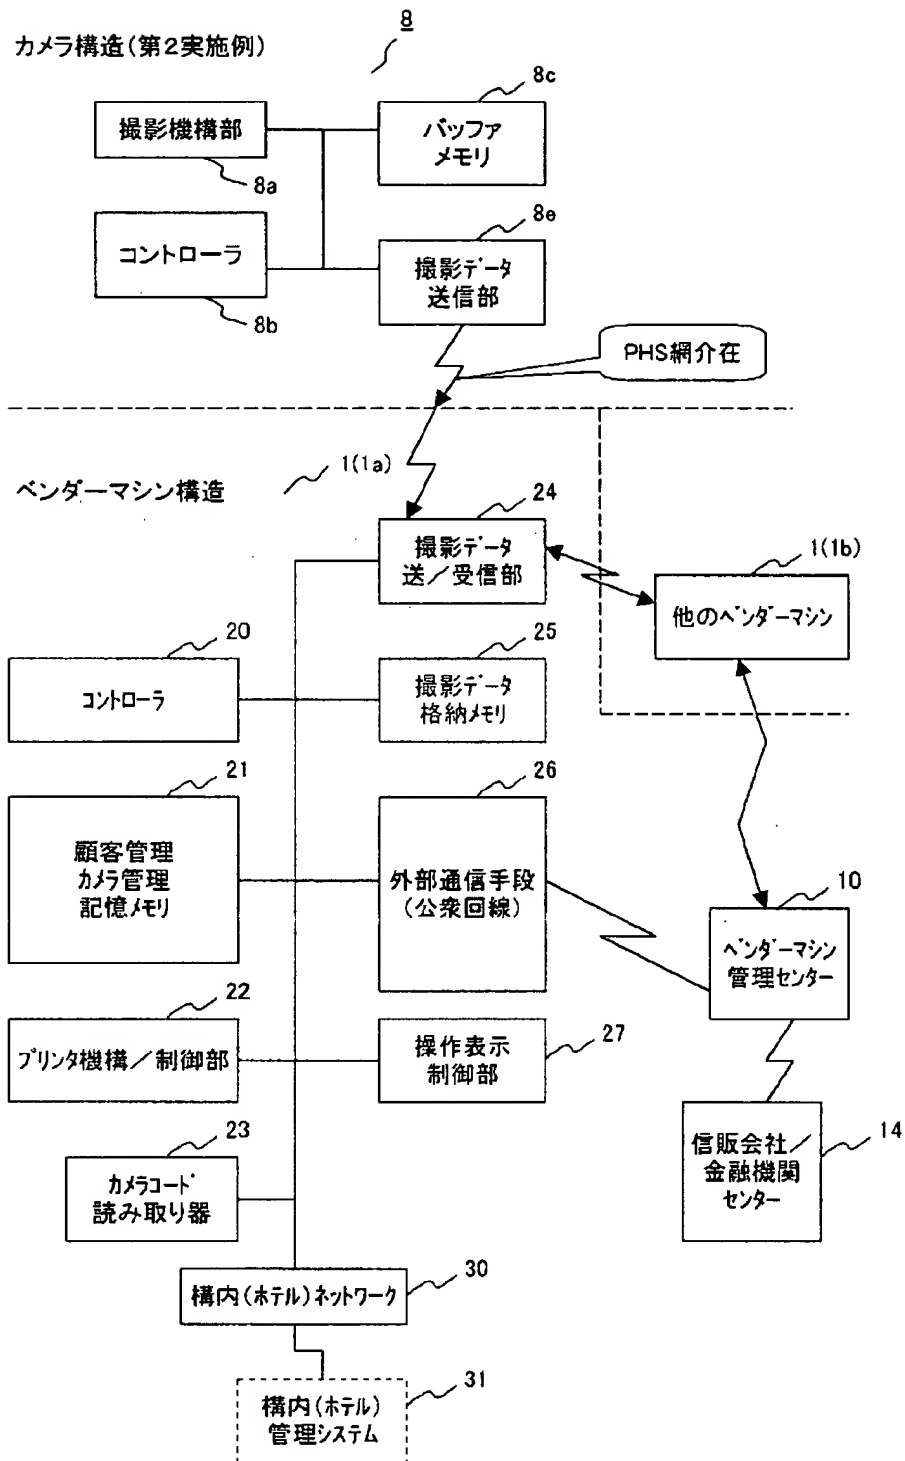 8
カメラ構造(第2実施例)
8c
撮影機構部
バッファ
メモリ
8a
8e
コントローラ
撮影データ
送信部
8b
PHS網介在
1(1a)
ベンダーマシン構造
24
撮影データ
送/受信部
1(1b)
他のベンダーマシン
20
コントローラ
25
撮影データ
格納メモリ
21
顧客管理
カメラ管理
記憶メモリ
26
外部通信手段
(公衆回線)
10
ベンダーマシン
管理センター
22
プリンタ機構/制御部
操作表示
制御部
27
23
カメラコード
読み取り器
信販会社/
金融機関
センター
14
構内(ホテル)ネットワーク
30
構内(ホテル)
管理システム
31